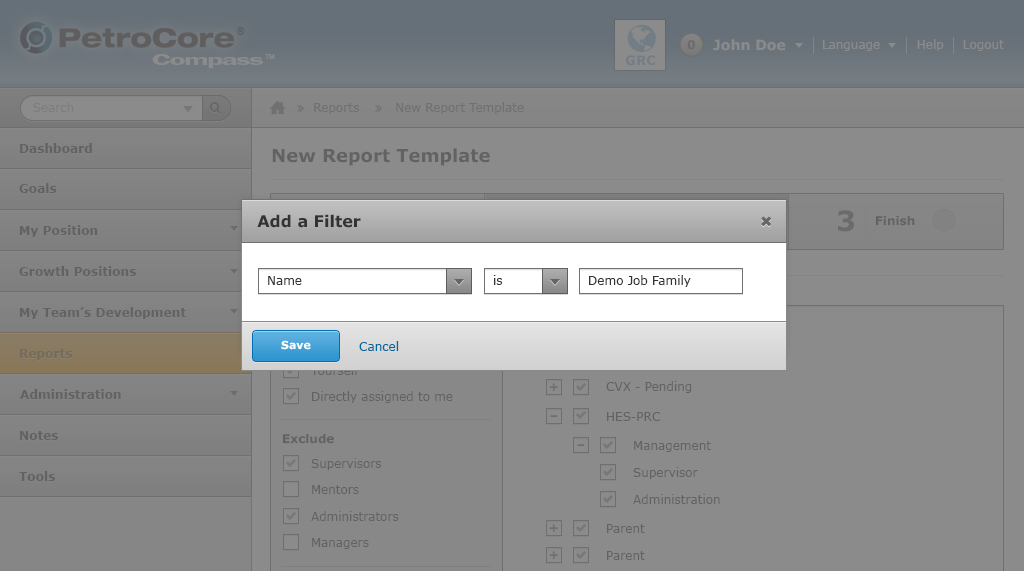 PetroCore®
Compass™
GRC
0 John Doe Language Help Logout
Search
» Reports » New Report Template
Dashboard
Goals
My Position
Growth Positions
My Team's Development
Reports
Administration
Notes
Tools
New Report Template
3 Finish
Add a Filter
Name is Demo Job Family
Save Cancel
Yourself
Directly assigned to me
Exclude
Supervisors
Mentors
Administrators
Managers
CVX - Pending
HES-PRC
Management
Supervisor
Administration
Parent
Parent